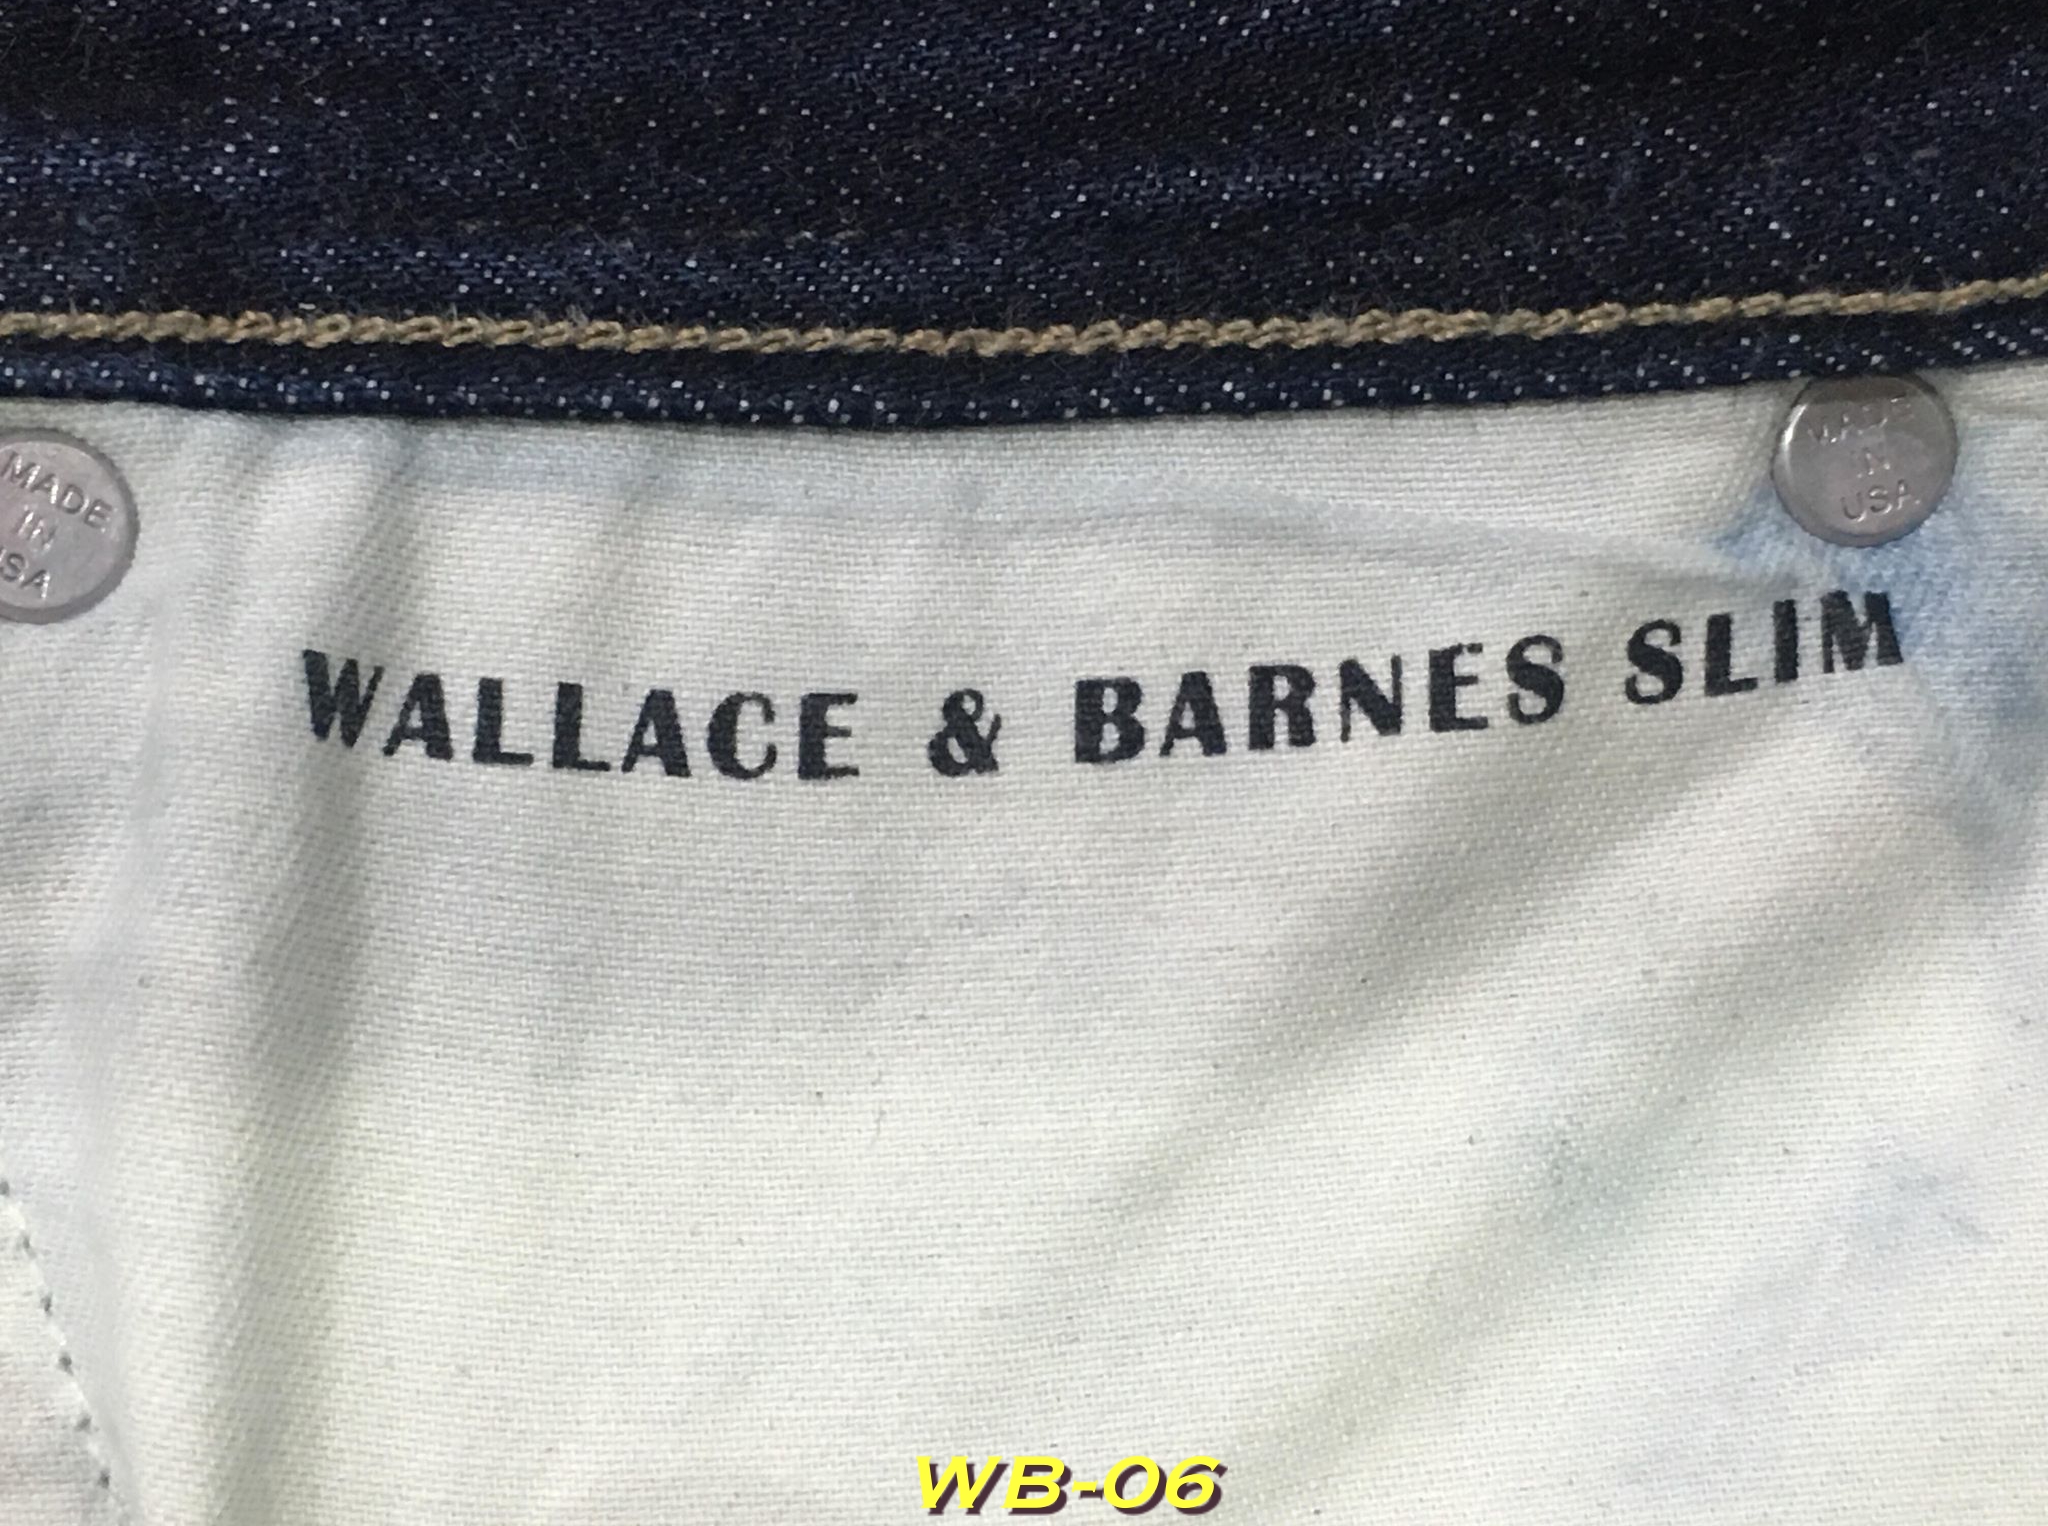 MADE
IN
USA
MADE
IN
USA
WALLACE & BARNES SLIM
WB-06